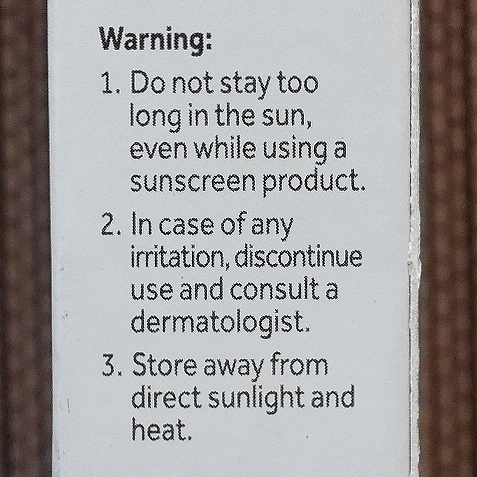 Warning:
1. Do not stay too
long in the sun,
even while using a
sunscreen product.
2. In case of any
irritation, discontinue
use and consult a
dermatologist.
3. Store away from
direct sunlight and
heat.